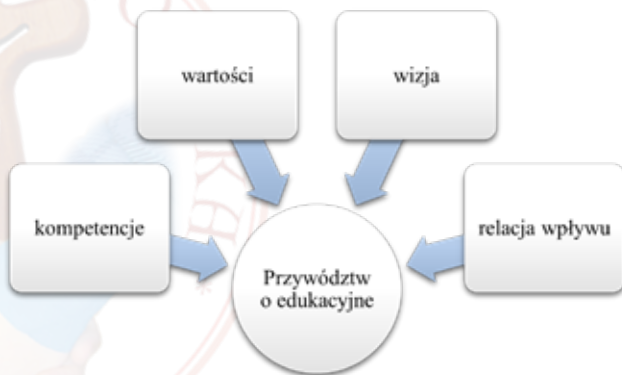 wartości
wizja
kompetencje
relacja wpływu
Przywództw
o edukacyjne